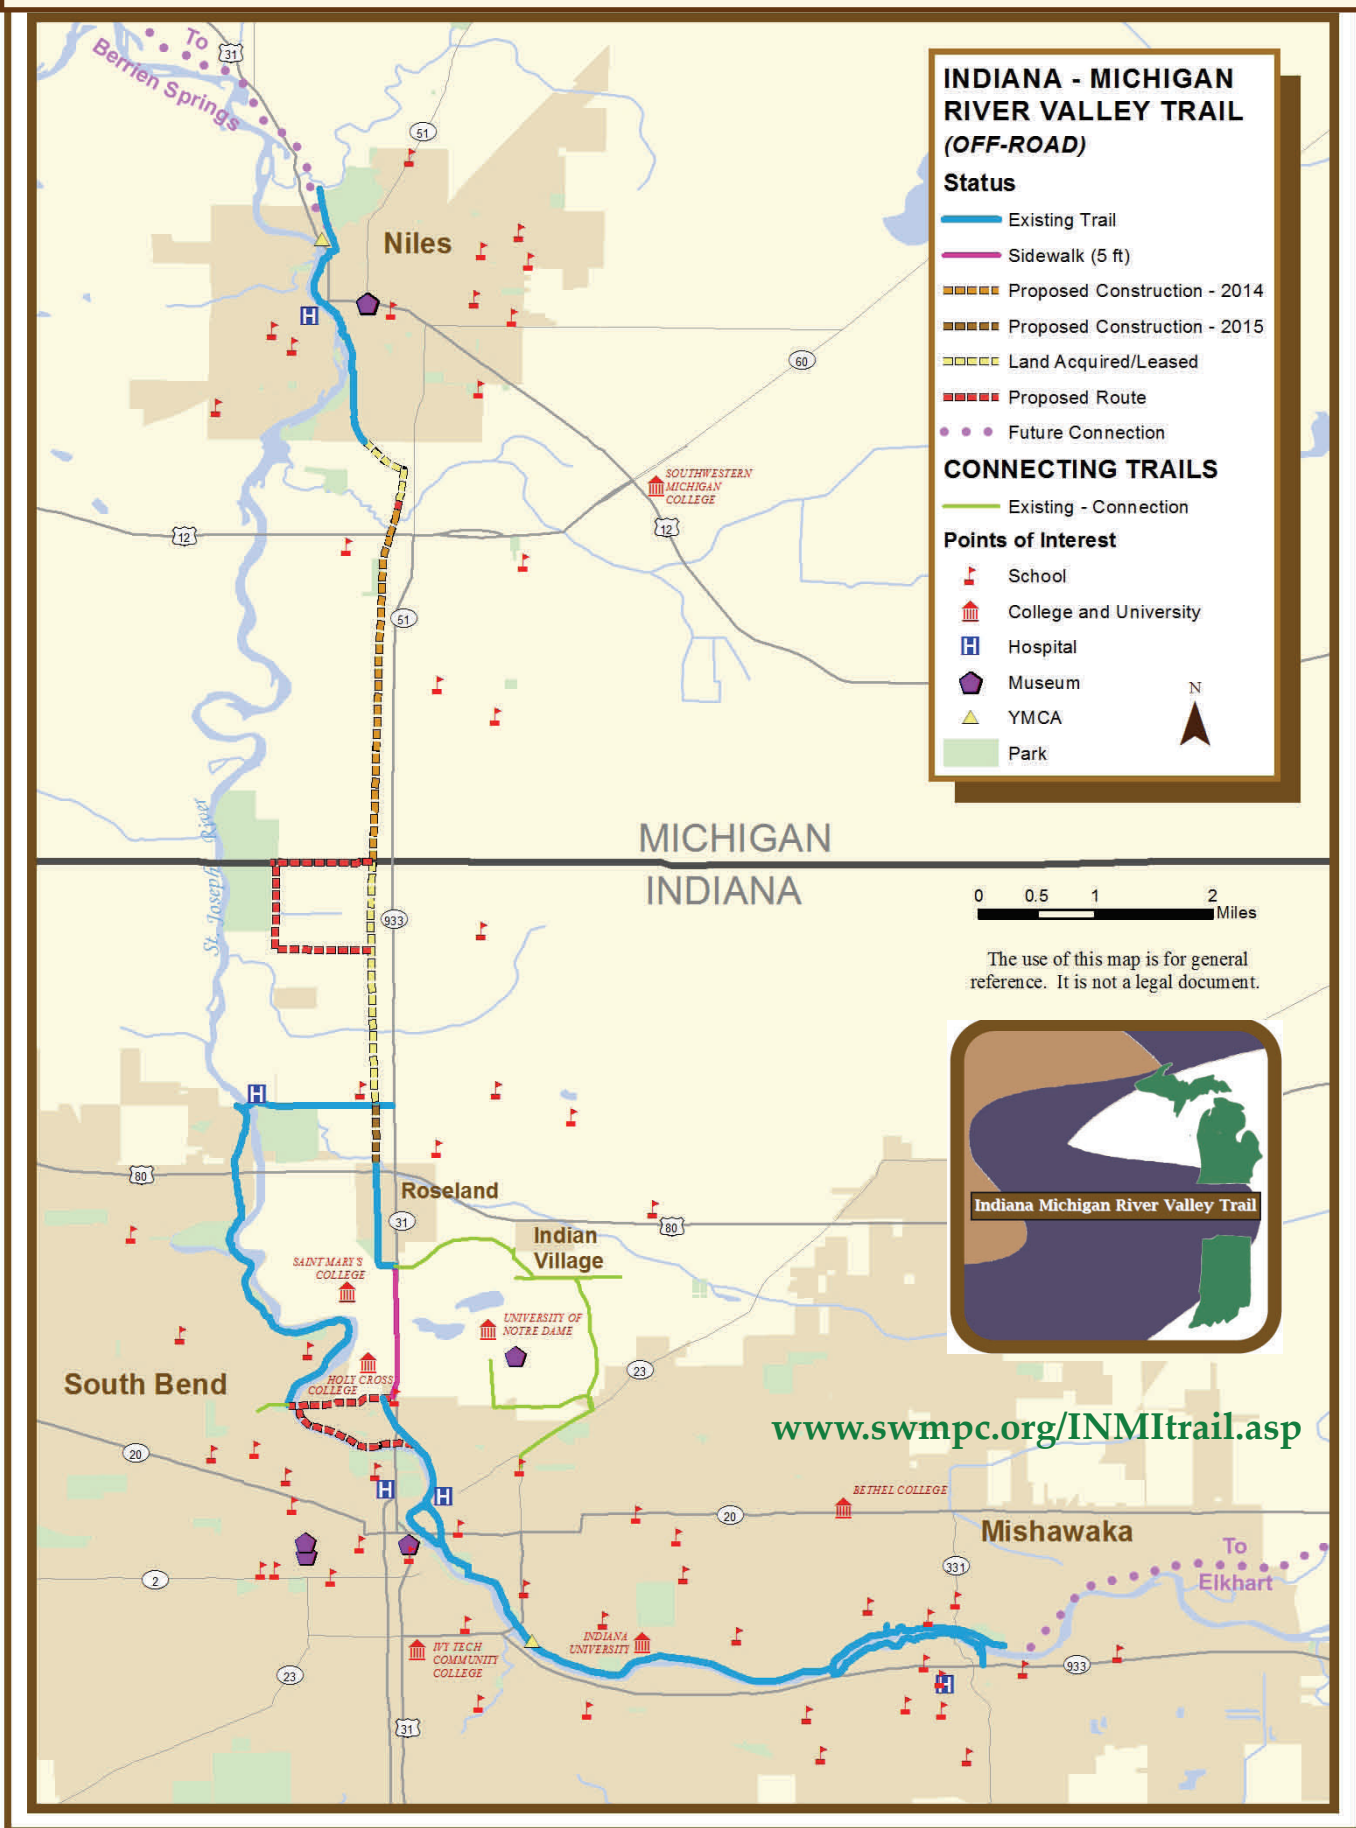 To
Berrien Springs
31
51
Niles
H
60
SOUTHWESTERN
MICHIGAN
COLLEGE
12
12
51
St. Joseph River
MICHIGAN
INDIANA
933
H
80
Roseland
31
80
Indian
Village
SAINT MARY'S
COLLEGE
UNIVERSITY OF
NOTRE DAME
HOLY CROSS
COLLEGE
23
South Bend
20
H
H
20
BETHEL COLLEGE
Mishawaka
331
To
Elkhart
2
IVY TECH
COMMUNITY
COLLEGE
INDIANA
UNIVERSITY
23
933
H
31
INDIANA - MICHIGAN
RIVER VALLEY TRAIL
(OFF-ROAD)
Status
Existing Trail
Sidewalk (5 ft)
Proposed Construction - 2014
Proposed Construction - 2015
Land Acquired/Leased
Proposed Route
Future Connection
CONNECTING TRAILS
Existing - Connection
Points of Interest
School
College and University
H Hospital
Museum
YMCA
Park
N
0 0.5 1 2
Miles
The use of this map is for general
reference. It is not a legal document.
Indiana Michigan River Valley Trail
www.swmpc.org/INMItrail.asp